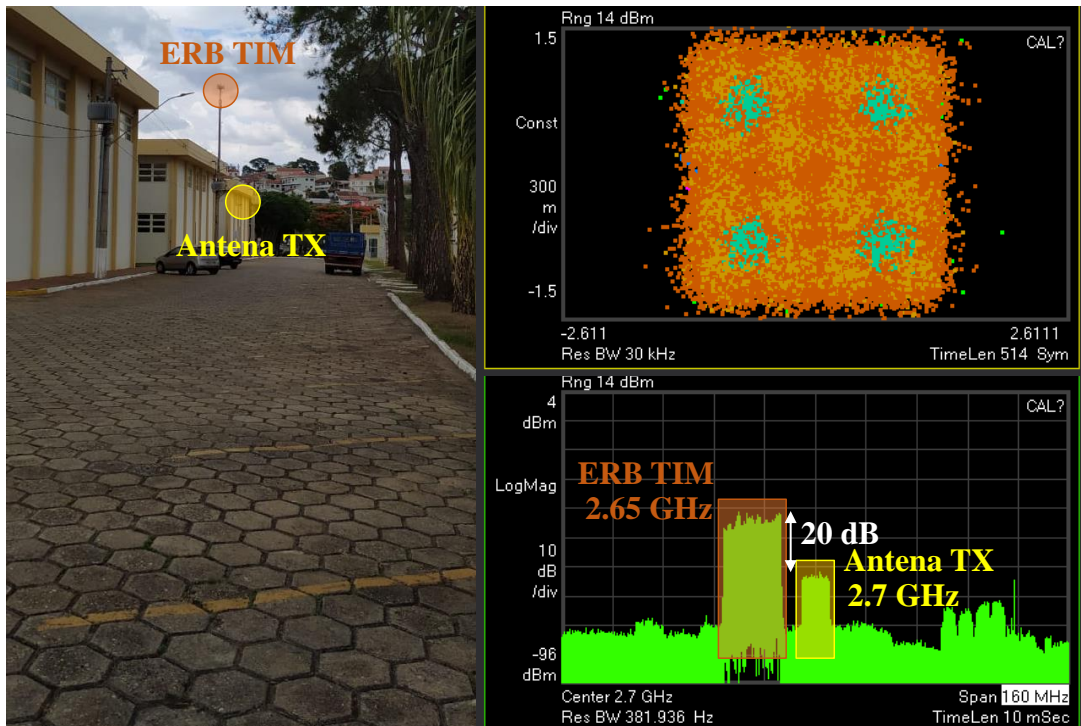 ERB TIM
Antena TX
Rng 14 dBm
1.5
CAL?
Const
300
m
/div
-1.5
-2.611
2.6111
Res BW 30 kHz
TimeLen 514 Sym
Rng 14 dBm
4
dBm
CAL?
LogMag
ERB TIM
2.65 GHz
20 dB
10
dB
/div
Antena TX
2.7 GHz
-96
dBm
Center 2.7 GHz
Span 160 MHz
Res BW 381.936 Hz
TimeLen 10 mSec